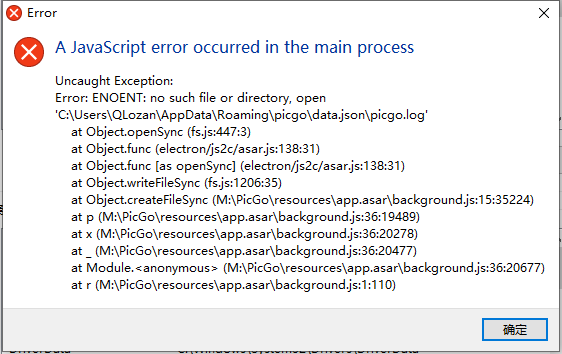 Error
A JavaScript error occurred in the main process
Uncaught Exception:
Error: ENOENT: no such file or directory, open
'C:\Users\QLozan\AppData\Roaming\picgo\data.json\picgo.log'
at Object.openSync (fs.js:447:3)
at Object.func (electron/js2c/asar.js:138:31)
at Object.func [as openSync] (electron/js2c/asar.js:138:31)
at Object.writeFileSync (fs.js:1206:35)
at Object.createFileSync (M:\PicGo\resources\app.asar\background.js:15:35224)
at p (M:\PicGo\resources\app.asar\background.js:36:19489)
at x (M:\PicGo\resources\app.asar\background.js:36:20278)
at _ (M:\PicGo\resources\app.asar\background.js:36:20477)
at Module.<anonymous> (M:\PicGo\resources\app.asar\background.js:36:20677)
at r (M:\PicGo\resources\app.asar\background.js:1:110)
确定